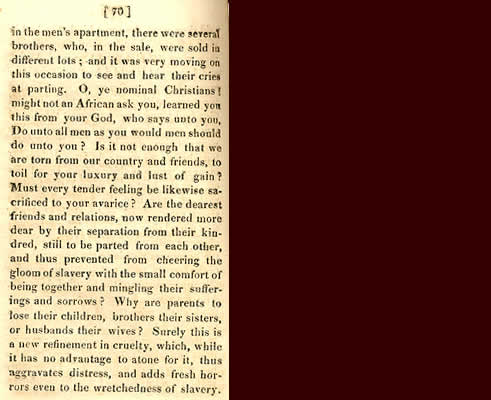 [ 70 ]
in the men's apartment, there were several
brothers, who, in the sale, were sold in
different lots ; and it was very moving on
this occasion to see and hear their cries
at parting. O, ye nominal Christians !
might not an African ask you, learned you
this from your God, who says unto you,
Do unto all men as you would men should
do unto you ? Is it not enough that we
are torn from our country and friends, to
toil for your luxury and lust of gain ?
Must every tender feeling be likewise sa-
crificed to your avarice ? Are the dearest
friends and relations, now rendered more
dear by their separation from their kin-
dred, still to be parted from each other,
and thus prevented from cheering the
gloom of slavery with the small comfort of
being together and mingling their suffer-
ings and sorrows ? Why are parents to
lose their children, brothers their sisters,
or husbands their wives ? Surely this is
a new refinement in cruelty, which, while
it has no advantage to atone for it, thus
aggravates distress, and adds fresh hor-
rors even to the wretchedness of slavery.